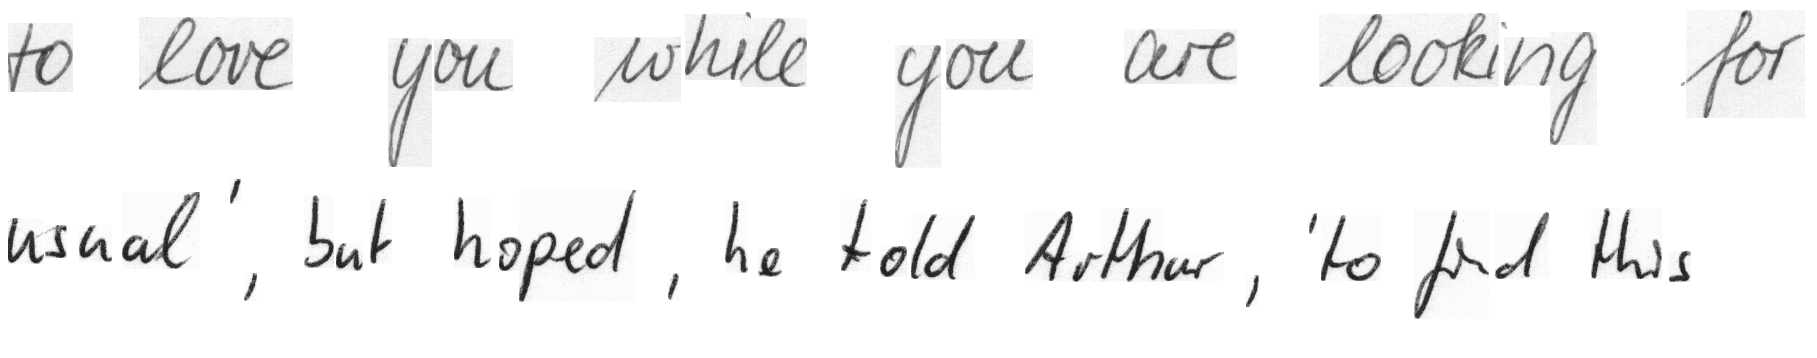 to love you while you are looking for
usual', but hoped, he told Arthur, 'to find this